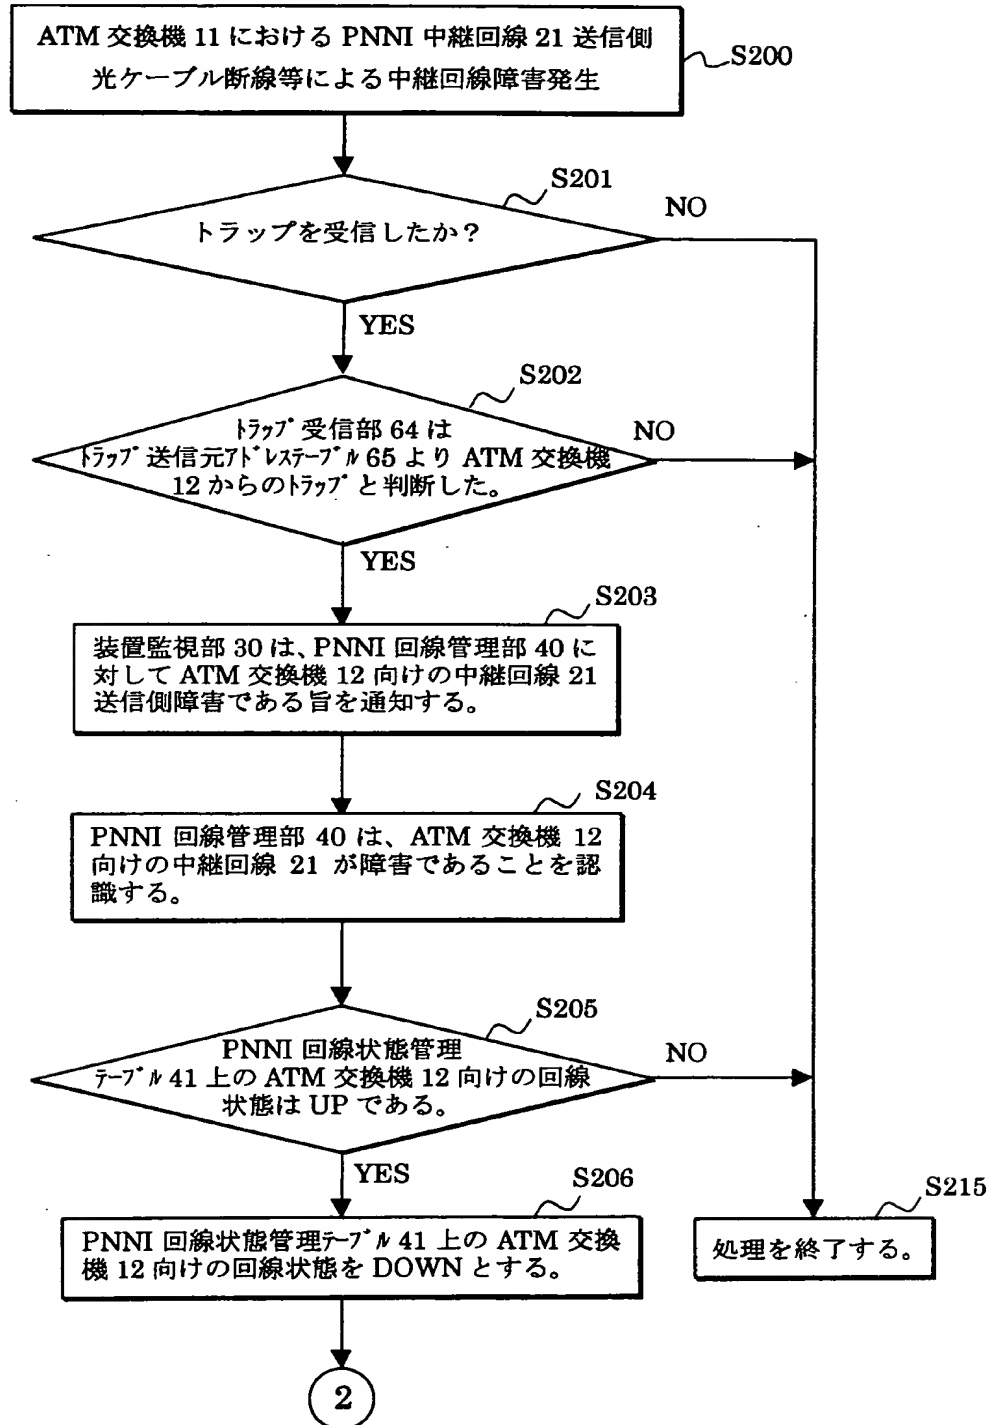 ATM 交換機 11 における PNNI 中継回線 21 送信側
光ケーブル断線等による中継回線障害発生
S200
S201
NO
トラップを受信したか？
YES
S202
ﾄﾗｯﾌﾟ 受信部 64 は
NO
ﾄﾗｯﾌﾟ 送信元ｱﾄﾞﾚｽﾃｰﾌﾞﾙ 65 より ATM 交換機
12 からのﾄﾗｯﾌﾟ と判断した。
YES
S203
装置監視部 30 は、PNNI 回線管理部 40 に
対して ATM 交換機 12 向けの中継回線 21
送信側障害である旨を通知する。
S204
PNNI 回線管理部 40 は、ATM 交換機 12
向けの中継回線 21 が障害であることを認
識する。
S205
PNNI 回線状態管理
NO
ﾃｰﾌﾞﾙ 41 上の ATM 交換機 12 向けの回線
状態は UP である。
YES
S206
PNNI 回線状態管理ﾃｰﾌﾞﾙ 41 上の ATM 交換
機 12 向けの回線状態を DOWN とする。
S215
処理を終了する。
2